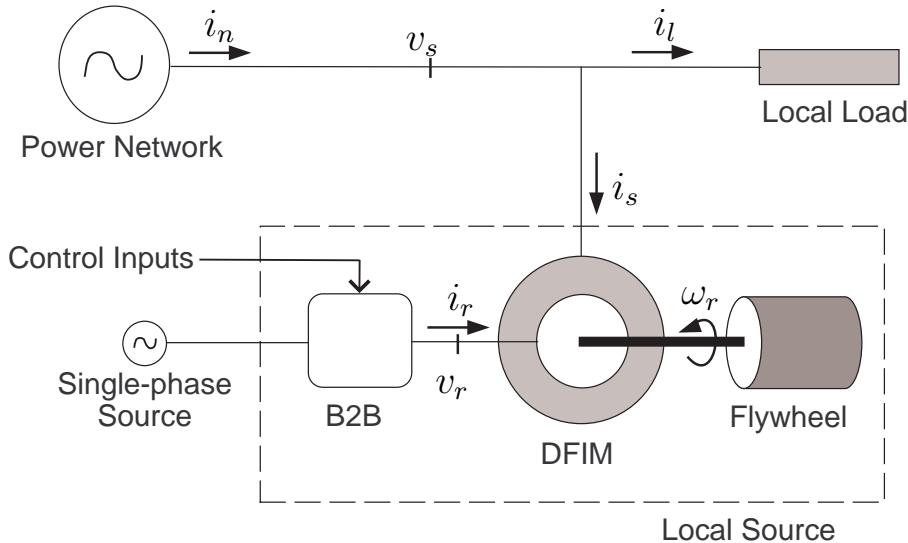 i_n
v_s
i_l
Power Network
Local Load
i_s
Control Inputs
i_r
ω_r
v_r
Single-phase
Source
B2B
Flywheel
DFIM
Local Source